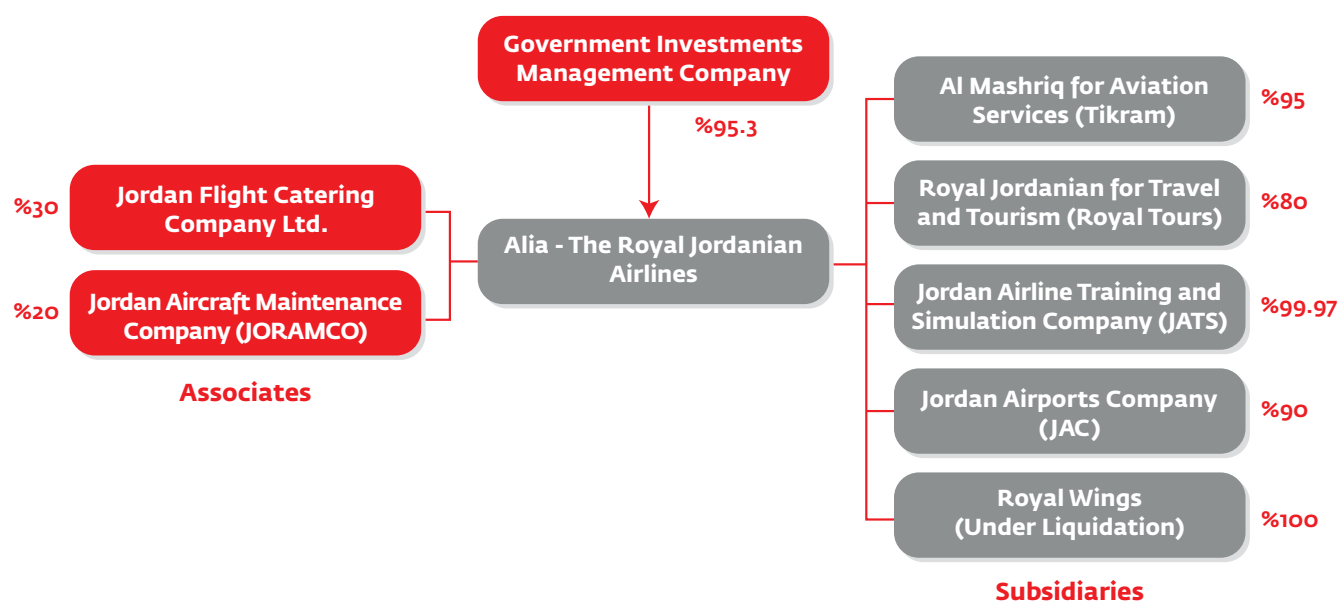 Government Investments
Management Company
%95.3
%30
Jordan Flight Catering
Company Ltd.
%20
Jordan Aircraft Maintenance
Company (JORAMCO)
Associates
Alia - The Royal Jordanian
Airlines
Al Mashriq for Aviation
Services (Tikram)
%95
Royal Jordanian for Travel
and Tourism (Royal Tours)
%80
Jordan Airline Training and
Simulation Company (JATS)
%99.97
Jordan Airports Company
(JAC)
%90
Royal Wings
(Under Liquidation)
%100
Subsidiaries